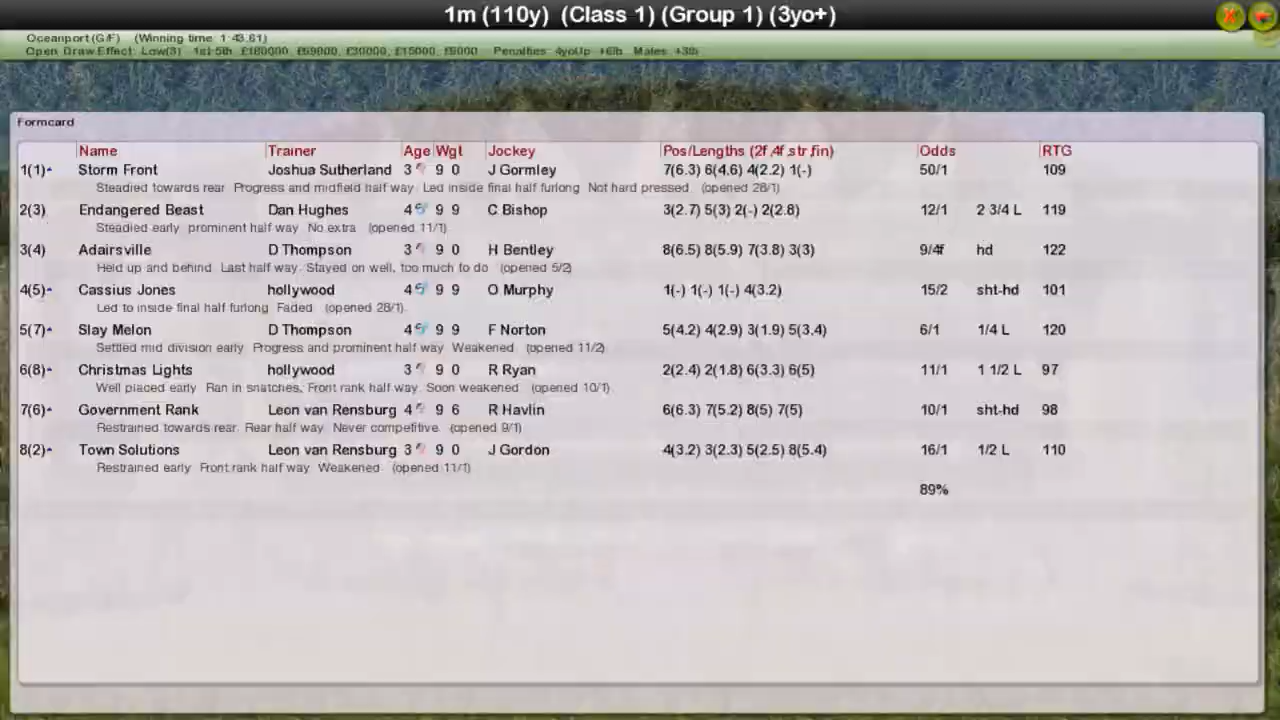 1m (110y) (Class 1) (Group 1) (3yo+)
Oceanport (G/F) (Winning time 1:43.61)
Open Draw Effect: Low(3) 1st-5th £180000, £69800, £30000, £15000, £6000 Penalties: 4yoUp +6lb Males +3lb
Formcard
Name Trainer Age Wgt Jockey Pos/Lengths (2f,4f,str,fin) Odds RTG
1(1) Storm Front Joshua Sutherland 3 9 0 J Gormley 7(6.3) 6(4.6) 4(2.2) 1(-) 50/1 109
Steadied towards rear Progress and midfield half way. Led inside final half furlong Not hard pressed (opened 28/1)
2(3) Endangered Beast Dan Hughes 4 9 9 C Bishop 3(2.7) 5(3) 2(-) 2(2.8) 12/1 2 3/4 L 119
Steadied early prominent half way. No extra (opened 11/1)
3(4) Adairsville D Thompson 3 9 0 H Bentley 8(6.5) 8(5.9) 7(3.8) 3(3) 9/4f hd 122
Held up and behind Last half way. Stayed on well, too much to do (opened 5/2)
4(5) Cassius Jones hollywood 4 9 9 O Murphy 1(-) 1(-) 1(-) 4(3.2) 15/2 sht-hd 101
Led to inside final half furlong Faded (opened 28/1)
5(7) Slay Melon D Thompson 4 9 9 F Norton 5(4.2) 4(2.9) 3(1.9) 5(3.4) 6/1 1/4 L 120
Settled mid division early Progress and prominent half way Weakened (opened 11/2)
6(8) Christmas Lights hollywood 3 9 0 R Ryan 2(2.4) 2(1.8) 6(3.3) 6(5) 11/1 1 1/2 L 97
Well placed early Ran in snatches, Front rank half way. Soon weakened (opened 10/1)
7(6) Government Rank Leon van Rensburg 4 9 6 R Havlin 6(6.3) 7(5.2) 8(5) 7(5) 10/1 sht-hd 98
Restrained towards rear Rear half way. Never competitive. (opened 9/1)
8(2) Town Solutions Leon van Rensburg 3 9 0 J Gordon 4(3.2) 3(2.3) 5(2.5) 8(5.4) 16/1 1/2 L 110
Restrained early Front rank half way Weakened (opened 11/1)
89%